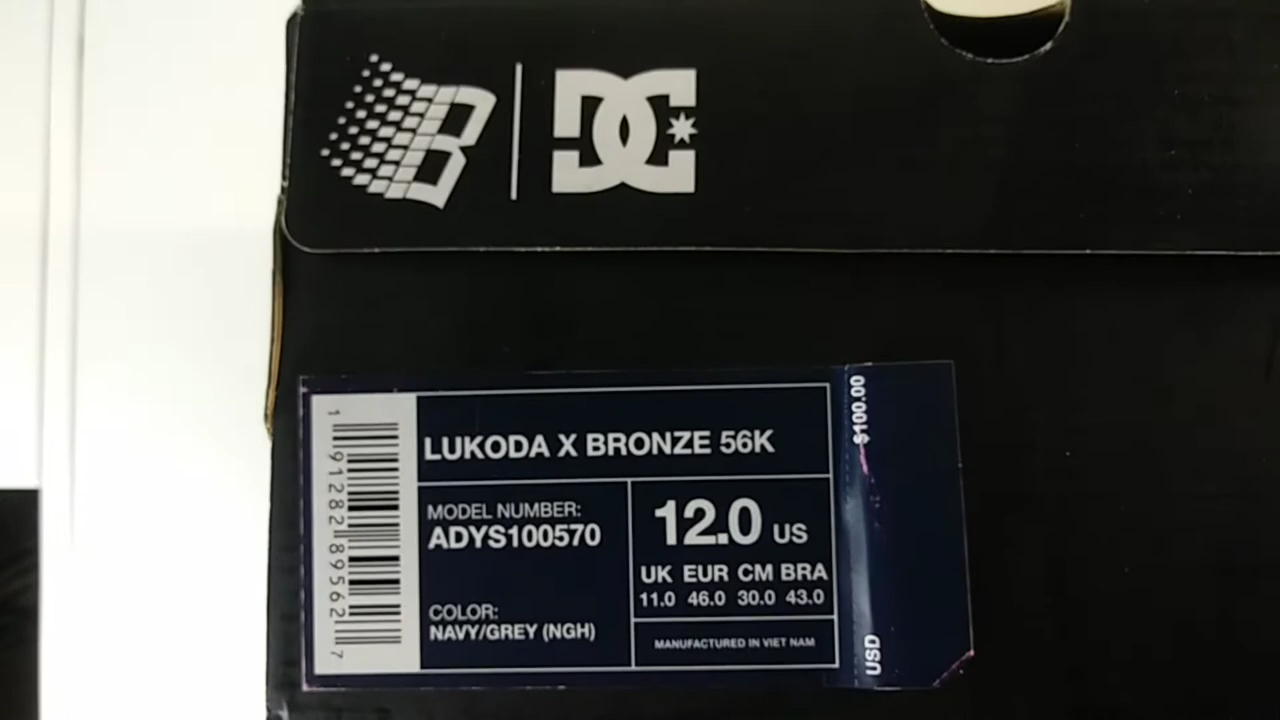 B
DC
LUKODA X BRONZE 56K
MODEL NUMBER:
ADYS100570
COLOR:
NAVY/GREY (NGH)
12.0 US
UK EUR CM BRA
11.0 46.0 30.0 43.0
MANUFACTURED IN VIET NAM
1 91282 89562 7
$100.00
USD